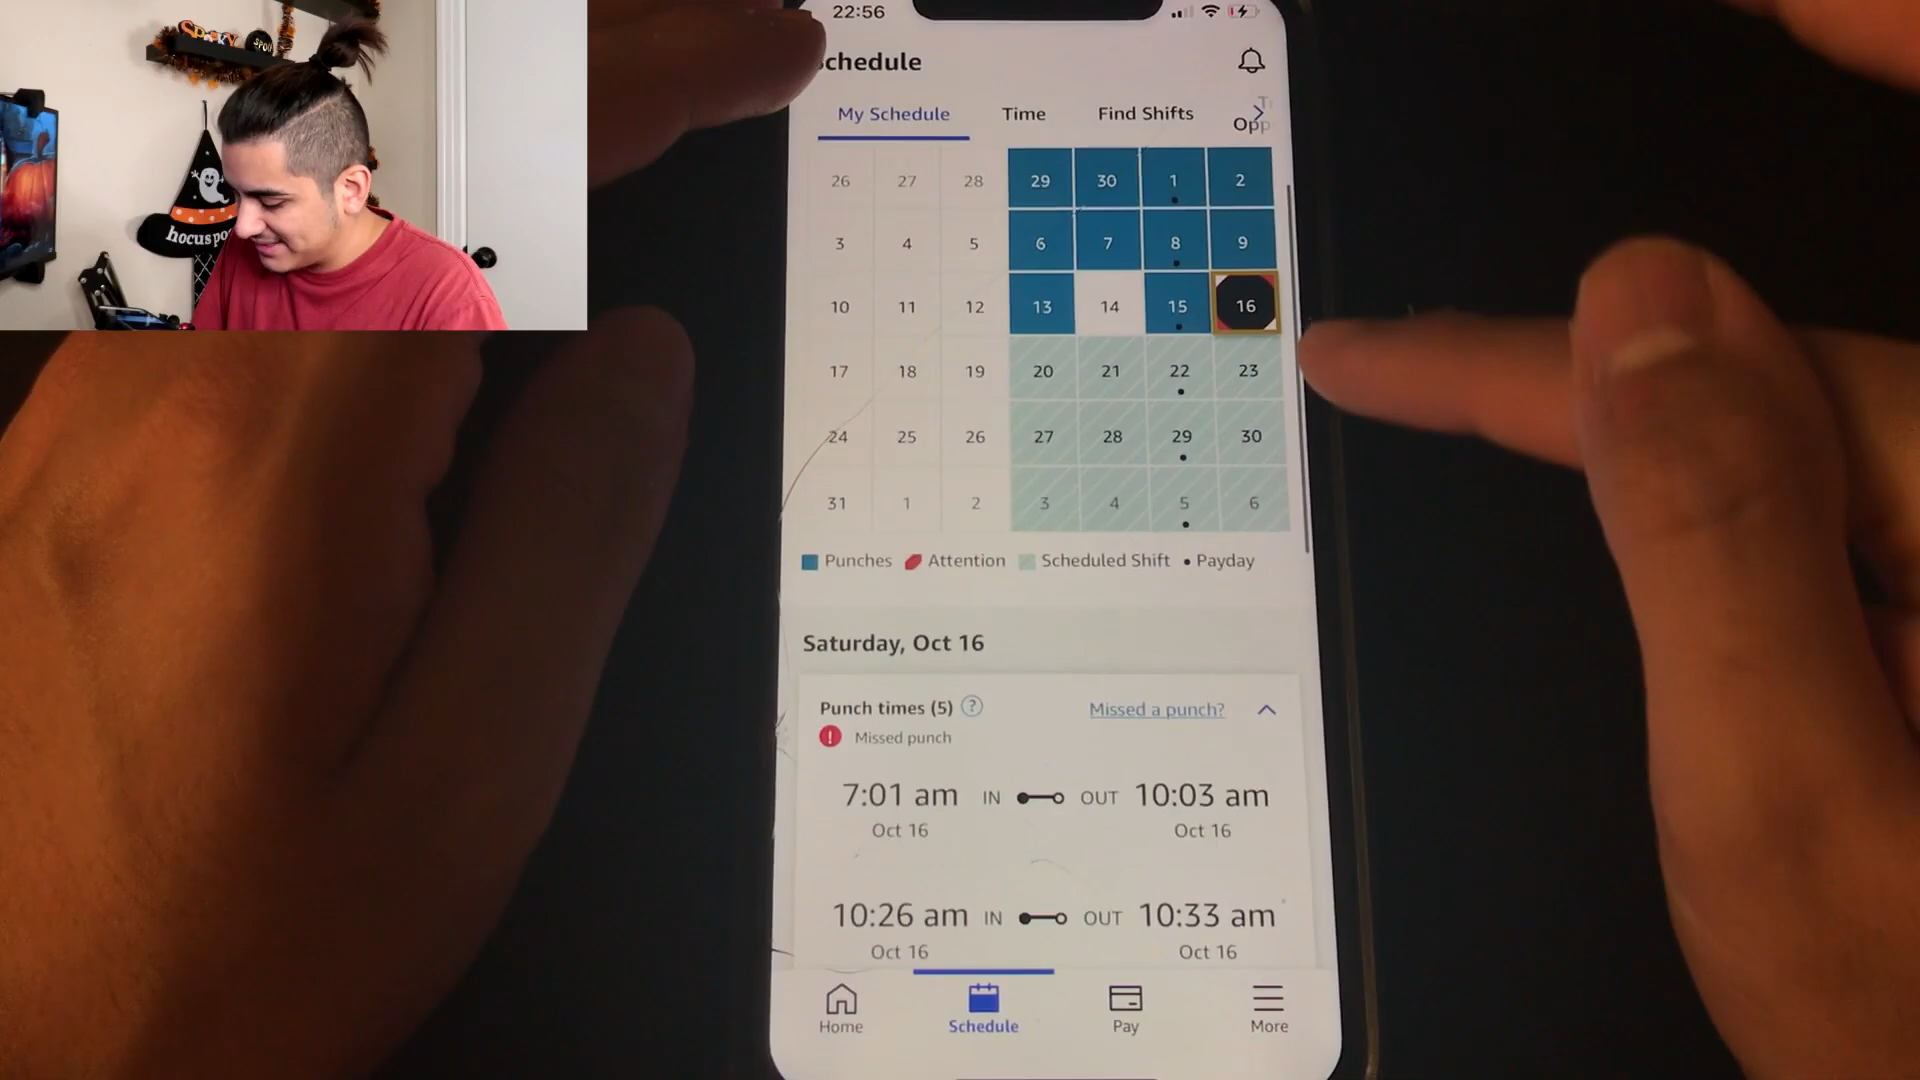 SpOoKy
SPOO
hocus po
22:56
Schedule
My Schedule Time Find Shifts
Opp
26 27 28 29 30 1 2
3 4 5 6 7 8 9
10 11 12 13 14 15 16
17 18 19 20 21 22 23
24 25 26 27 28 29 30
31 1 2 3 4 5 6
Punches Attention Scheduled Shift • Payday
Saturday, Oct 16
Punch times (5) ? Missed a punch?
! Missed punch
7:01 am IN OUT 10:03 am
Oct 16 Oct 16
10:26 am IN OUT 10:33 am
Oct 16 Oct 16
Home Schedule Pay More